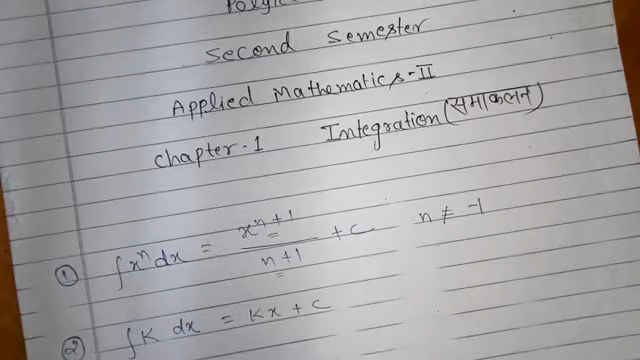 Second Semester
Applied Mathematics-II
Chapter-1 Integration (समाकलन)
① ∫xⁿ dx = xⁿ⁺¹/n+1 + c n ≠ -1
② ∫K dx = Kx + c